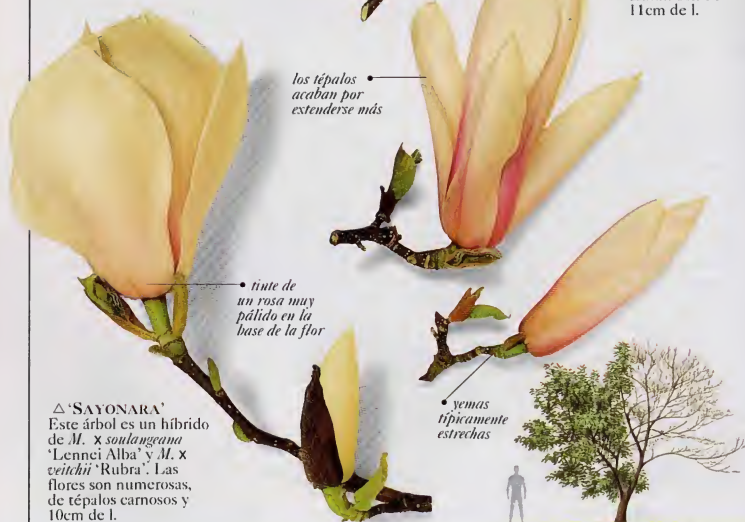 11cm de l.
los tépalos
acaban por
extenderse más
tinte de
un rosa muy
pálido en la
base de la flor
yemas
típicamente
estrechas
△ ‘SAYONARA’
Este árbol es un híbrido
de M. x soulangeana
‘Lennei Alba’ y M. x
veitchii ‘Rubra’. Las
flores son numerosas,
de tépalos carnosos y
10cm de l.